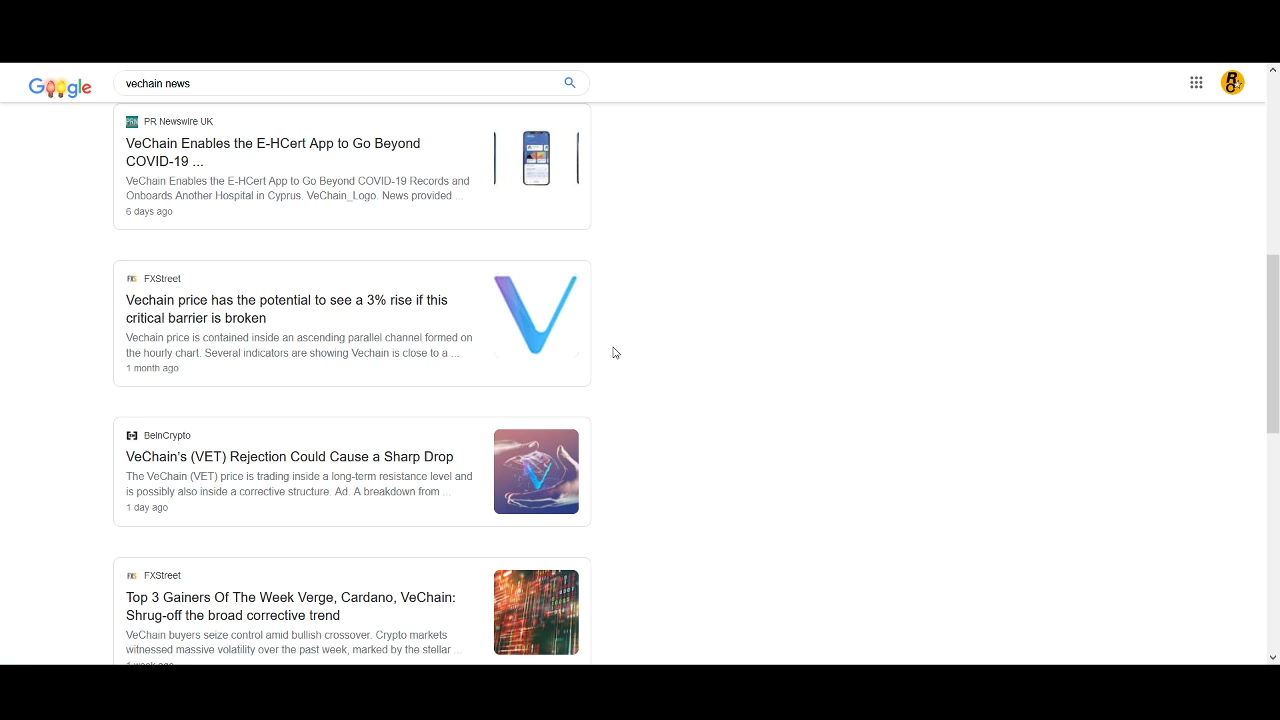 Google
vechain news
PRN PR Newswire UK
VeChain Enables the E-HCert App to Go Beyond
COVID-19 ...
VeChain Enables the E-HCert App to Go Beyond COVID-19 Records and
Onboards Another Hospital in Cyprus. VeChain_Logo. News provided ...
6 days ago
FXS FXStreet
Vechain price has the potential to see a 3% rise if this
critical barrier is broken
Vechain price is contained inside an ascending parallel channel formed on
the hourly chart. Several indicators are showing Vechain is close to a ...
1 month ago
BeInCrypto
VeChain's (VET) Rejection Could Cause a Sharp Drop
The VeChain (VET) price is trading inside a long-term resistance level and
is possibly also inside a corrective structure. Ad. A breakdown from ...
1 day ago
FXS FXStreet
Top 3 Gainers Of The Week Verge, Cardano, VeChain:
Shrug-off the broad corrective trend
VeChain buyers seize control amid bullish crossover. Crypto markets
witnessed massive volatility over the past week, marked by the stellar ...
1 week ago